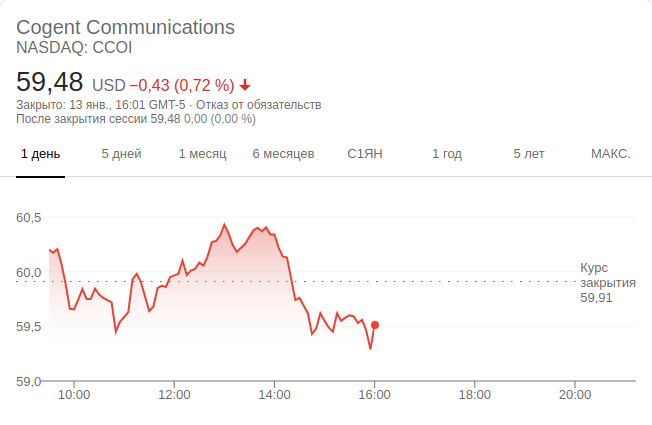 Cogent Communications
NASDAQ: CCOI
59,48 USD −0,43 (0,72 %)
Закрыто: 13 янв., 16:01 GMT-5 · Отказ от обязательств
После закрытия сессии 59,48 0,00 (0,00 %)
1 день 5 дней 1 месяц 6 месяцев С1ЯН 1 год 5 лет МАКС.
60,5
60,0
Курс
закрытия
59,91
59,5
59,0
10:00 12:00 14:00 16:00 18:00 20:00